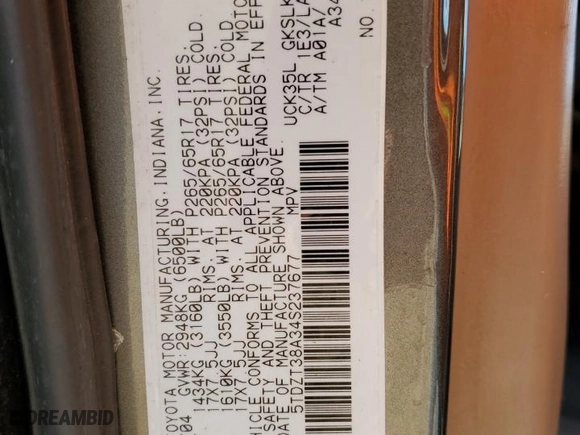 TOYOTA MOTOR MANUFACTURING, INDIANA, INC.
04 GVWR: 2948KG (6500LB)
1434KG (3160LB) WITH P265/65R17 TIRES
17X7.5JJ RIMS. AT 220KPA (32PSI) COLD
1610KG (3550LB) WITH P265/65R17 TIRES
17X7.5JJ RIMS. AT 220KPA (32PSI) COLD
VEHICLE CONFORMS TO ALL APPLICABLE FEDERAL MOTOR
SAFETY AND THEFT PREVENTION STANDARDS IN EFF
DATE OF MANUFACTURE SHOWN ABOVE.
5TDZT38A34S237677 MPV
UCK35L GKSLK
C/TR 1E3/LA
A/TM A01A/
A34
NO
DREAMBID